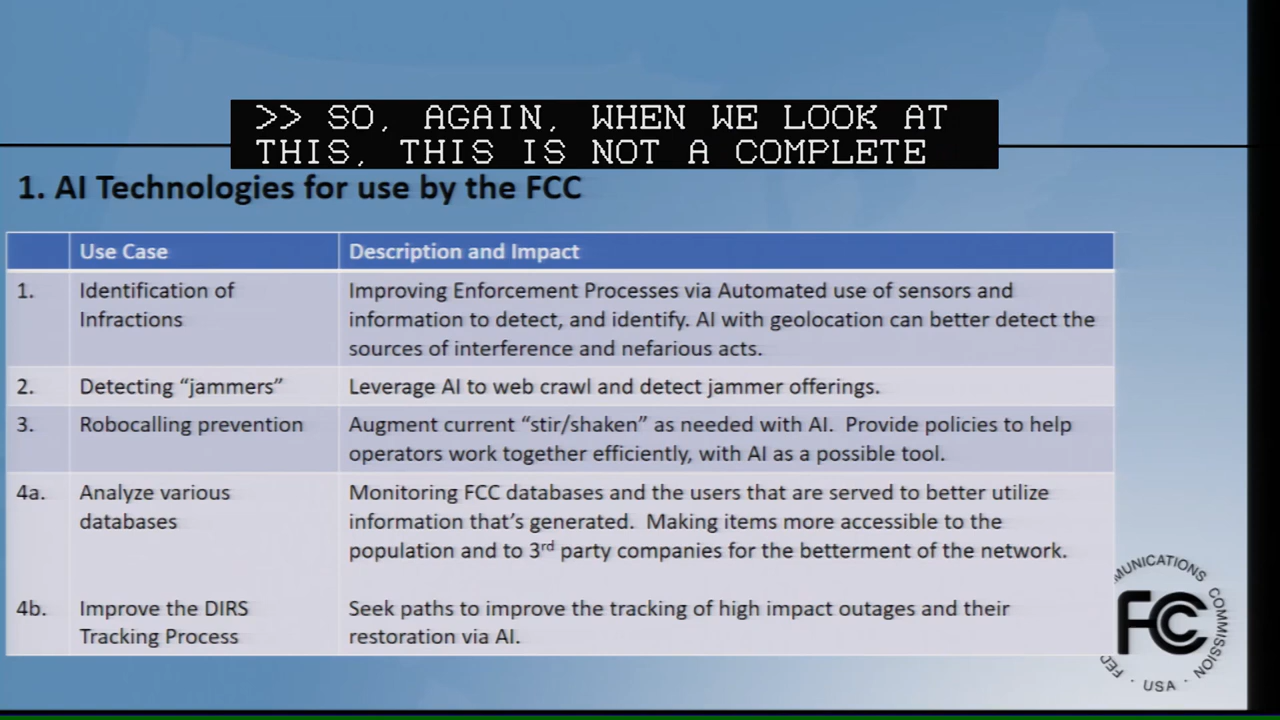 >> SO, AGAIN, WHEN WE LOOK AT
THIS, THIS IS NOT A COMPLETE
1. AI Technologies for use by the FCC
Use Case
Description and Impact
1.
Identification of
Infractions
Improving Enforcement Processes via Automated use of sensors and
information to detect, and identify. AI with geolocation can better detect the
sources of interference and nefarious acts.
2.
Detecting “jammers”
Leverage AI to web crawl and detect jammer offerings.
3.
Robocalling prevention
Augment current “stir/shaken” as needed with AI.  Provide policies to help
operators work together efficiently, with AI as a possible tool.
4a.
Analyze various
databases
Monitoring FCC databases and the users that are served to better utilize
information that’s generated.  Making items more accessible to the
population and to 3rd party companies for the betterment of the network.
4b.
Improve the DIRS
Tracking Process
Seek paths to improve the tracking of high impact outages and their
restoration via AI.
FCC
COMMISSION
· USA ·